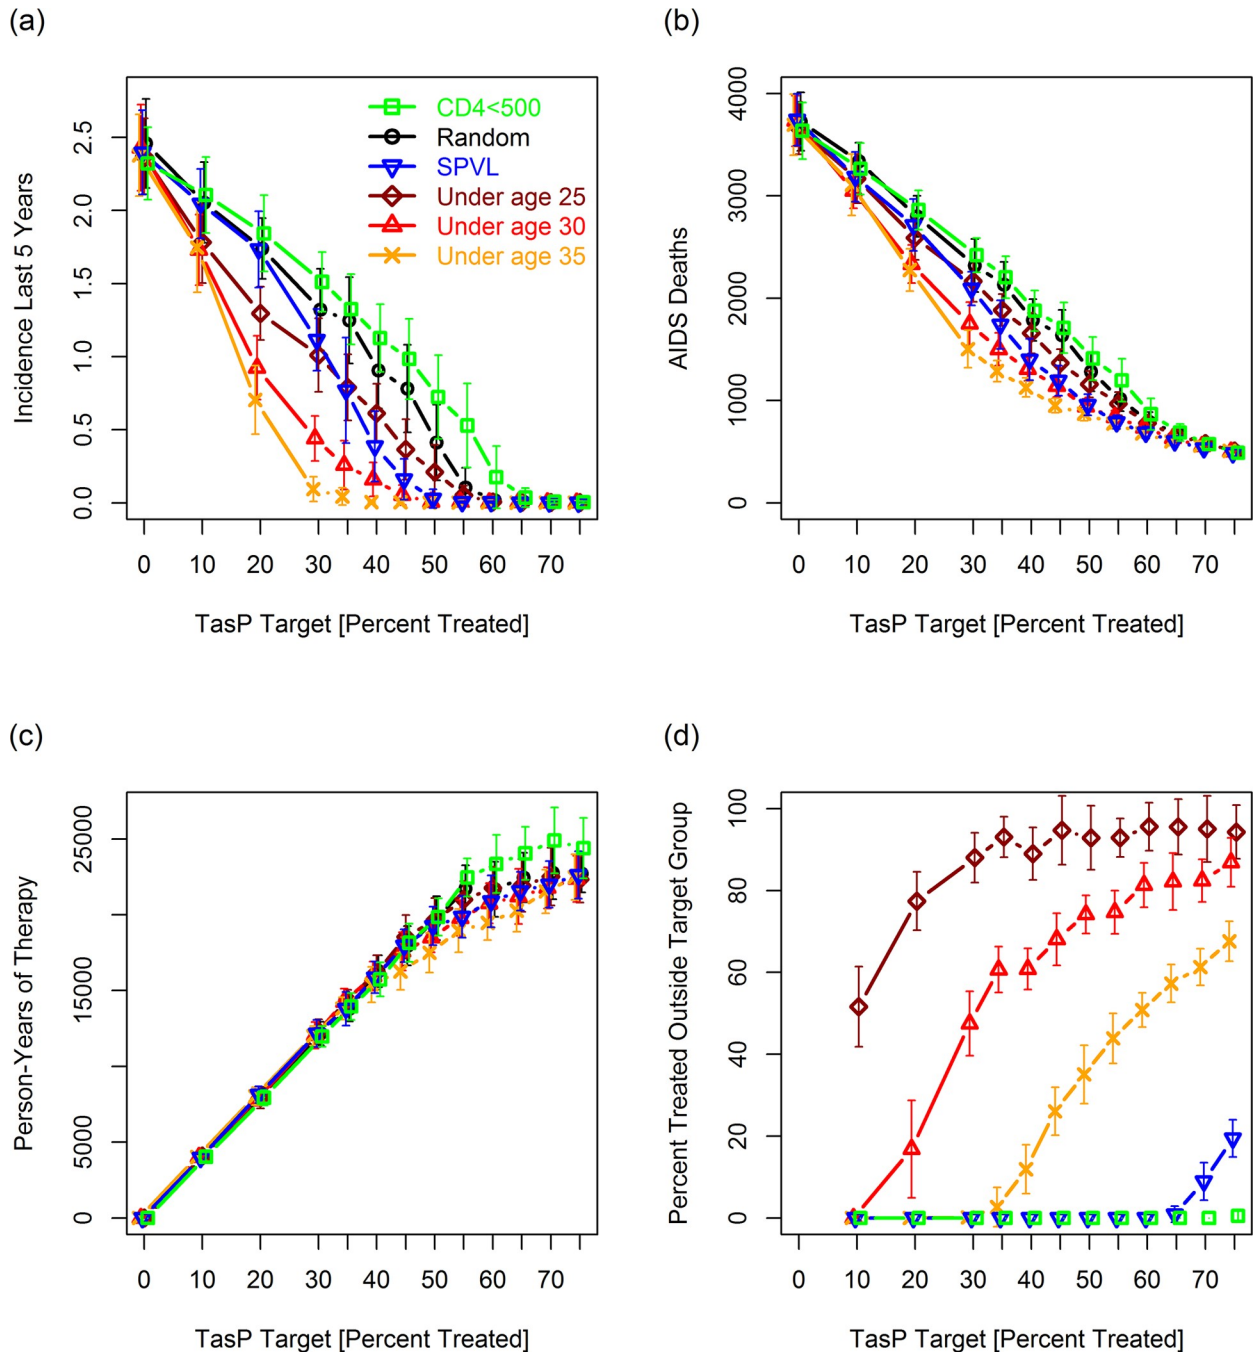 (a)
Incidence Last 5 Years
0.0 0.5 1.0 1.5 2.0 2.5
CD4<500
Random
SPVL
Under age 25
Under age 30
Under age 35
0 10 20 30 40 50 60 70
TasP Target [Percent Treated]
(b)
AIDS Deaths
0 1000 2000 3000 4000
0 10 20 30 40 50 60 70
TasP Target [Percent Treated]
(c)
Person-Years of Therapy
0 5000 15000 25000
0 10 20 30 40 50 60 70
TasP Target [Percent Treated]
(d)
Percent Treated Outside Target Group
0 20 40 60 80 100
0 10 20 30 40 50 60 70
TasP Target [Percent Treated]